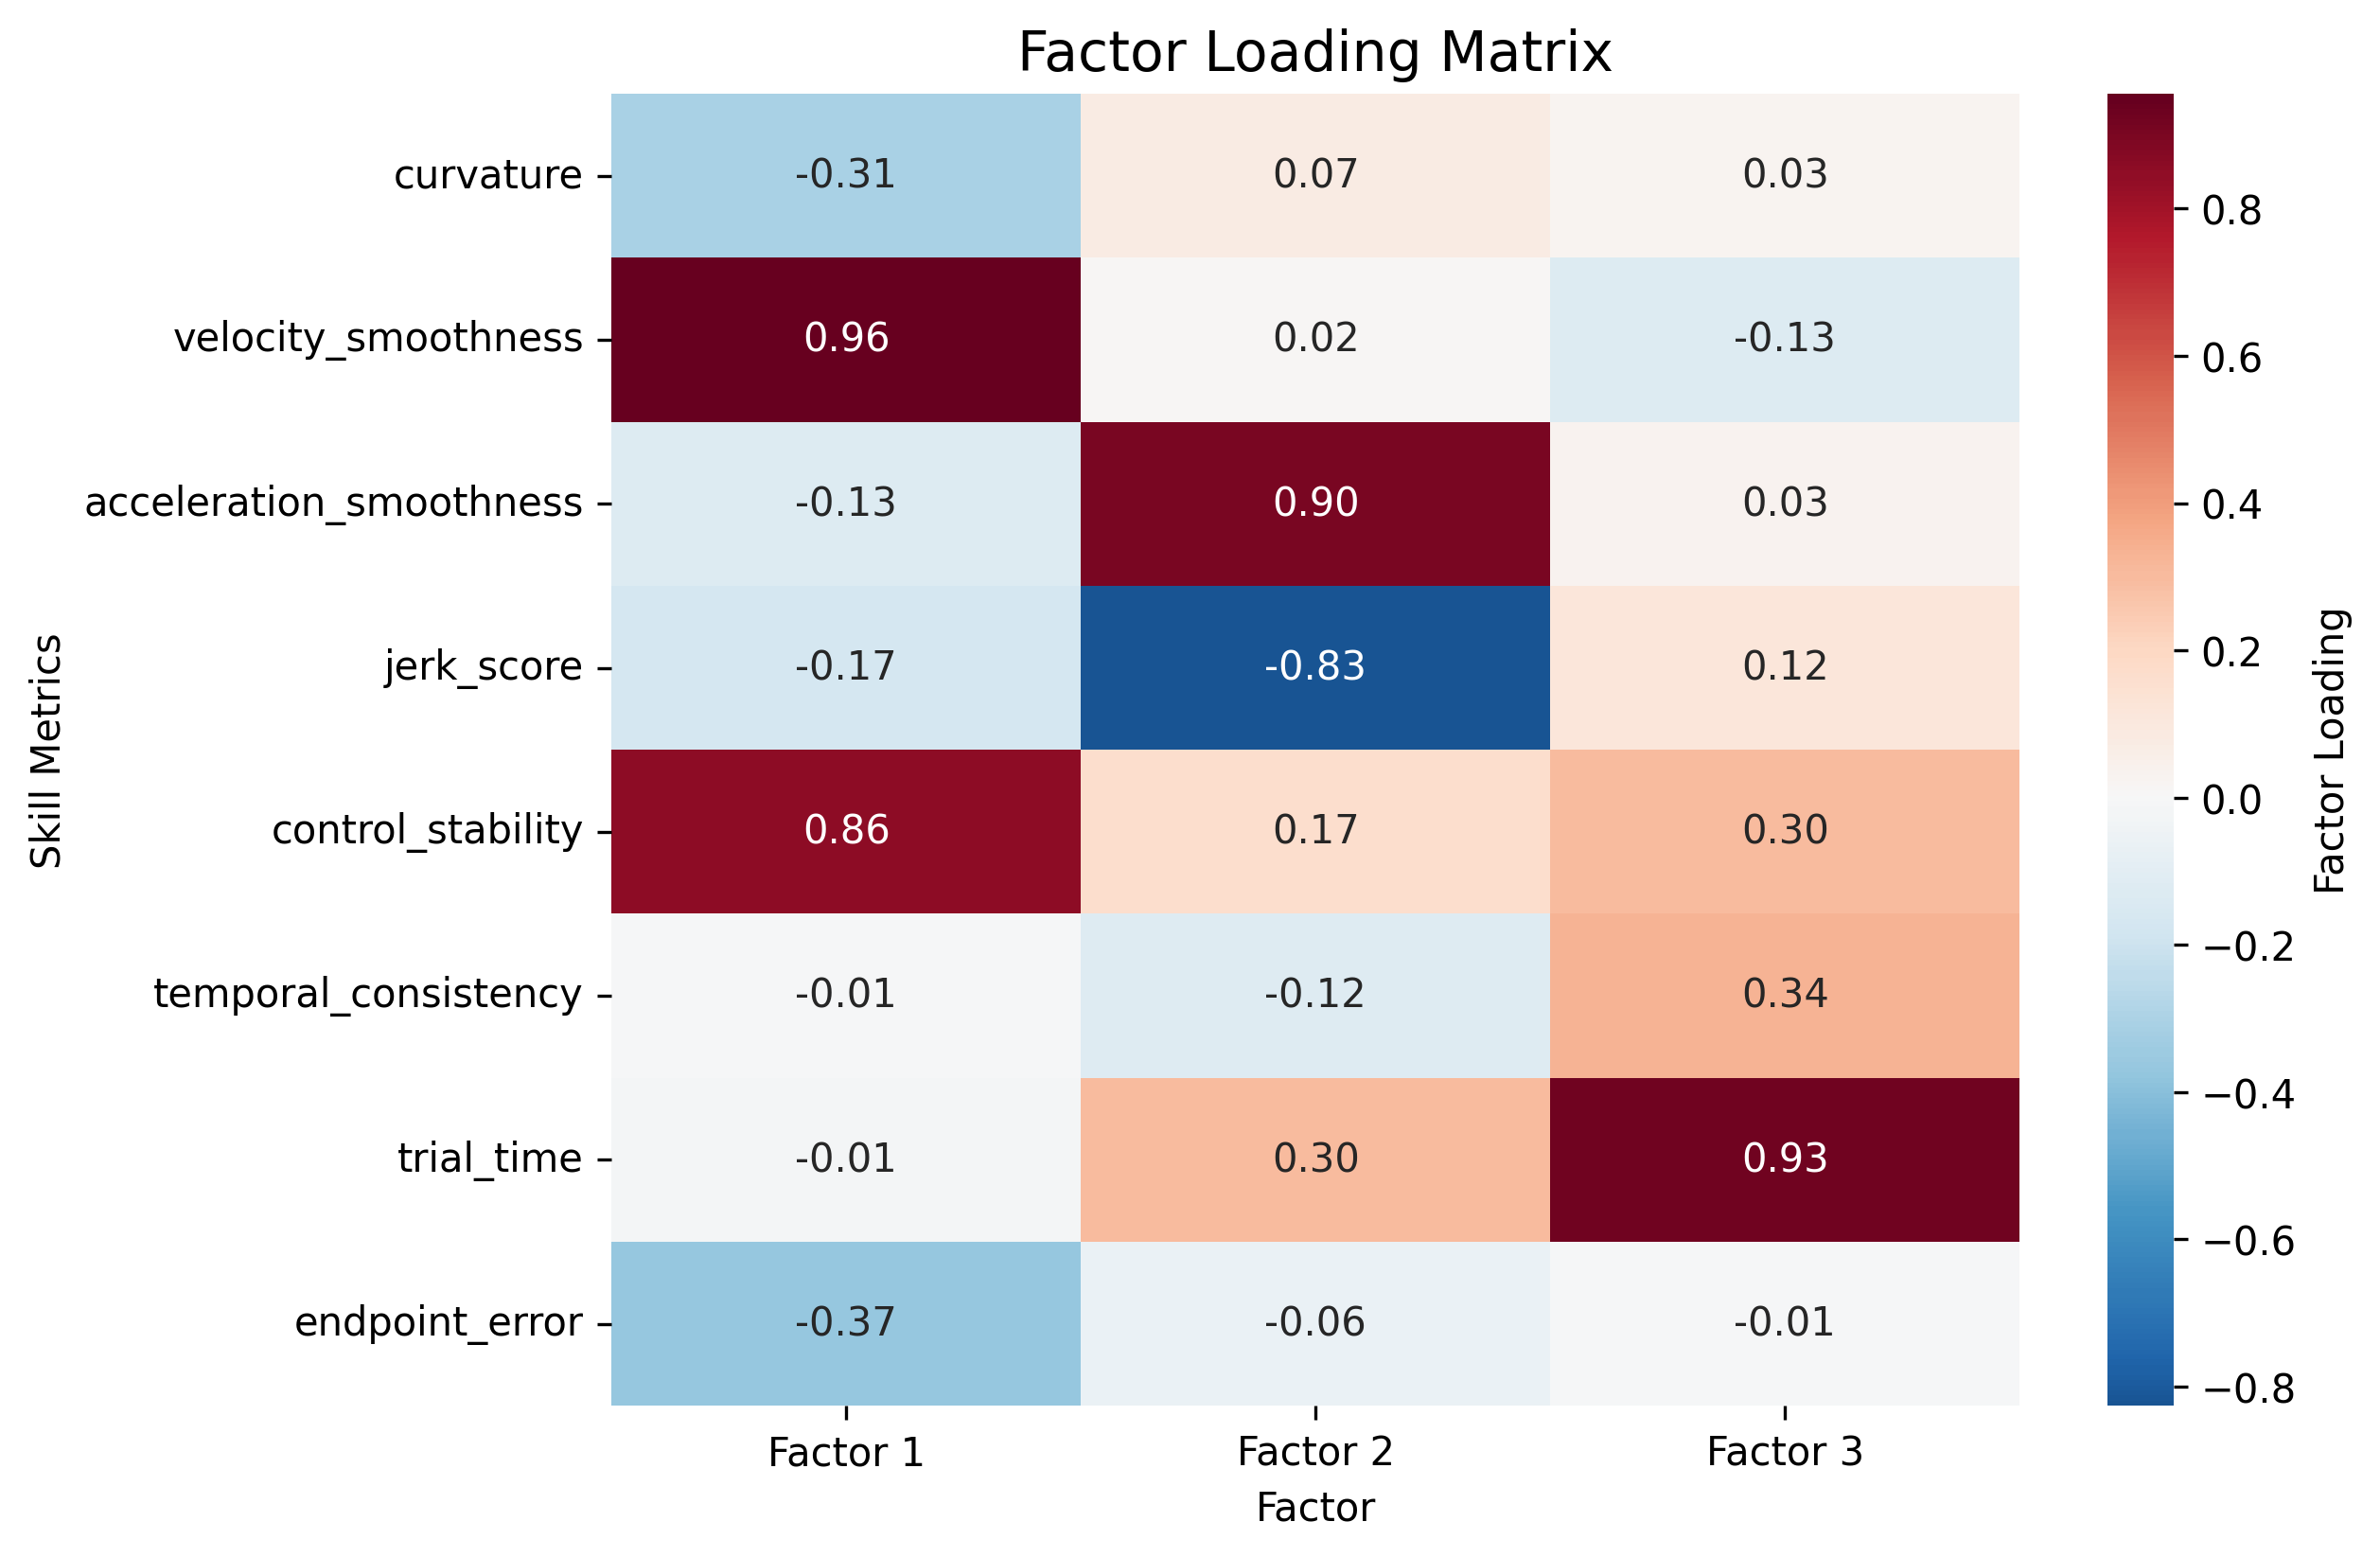 Factor Loading Matrix
Skill Metrics
curvature -0.31 0.07 0.03
velocity_smoothness 0.96 0.02 -0.13
acceleration_smoothness -0.13 0.90 0.03
jerk_score -0.17 -0.83 0.12
control_stability 0.86 0.17 0.30
temporal_consistency -0.01 -0.12 0.34
trial_time -0.01 0.30 0.93
endpoint_error -0.37 -0.06 -0.01
Factor 1 Factor 2 Factor 3
Factor
0.8
0.6
0.4
0.2
0.0
−0.2
−0.4
−0.6
−0.8
Factor Loading